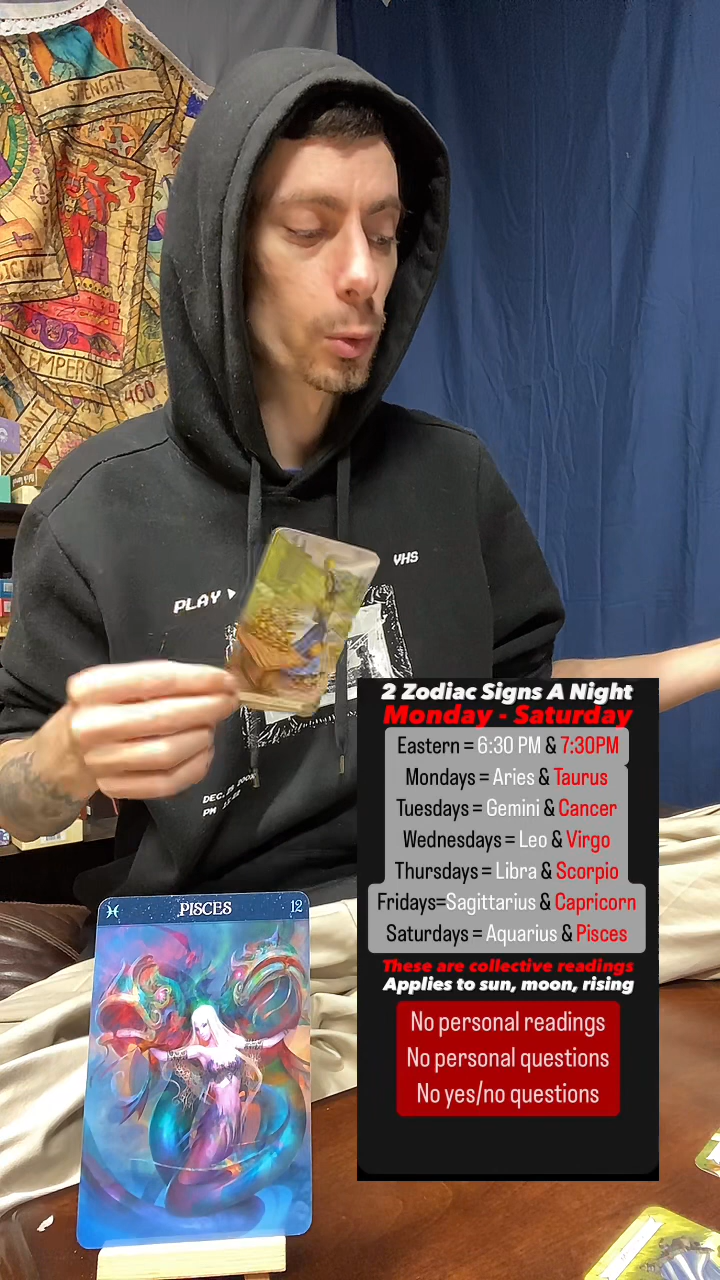 STRENGTH
EMPEROR
PLAY
VHS
2 Zodiac Signs A Night
Monday - Saturday
Eastern = 6:30 PM & 7:30PM
Mondays = Aries & Taurus
Tuesdays = Gemini & Cancer
Wednesdays = Leo & Virgo
Thursdays = Libra & Scorpio
Fridays=Sagittarius & Capricorn
Saturdays = Aquarius & Pisces
These are collective readings
Applies to sun, moon, rising
No personal readings
No personal questions
No yes/no questions
PISCES 12